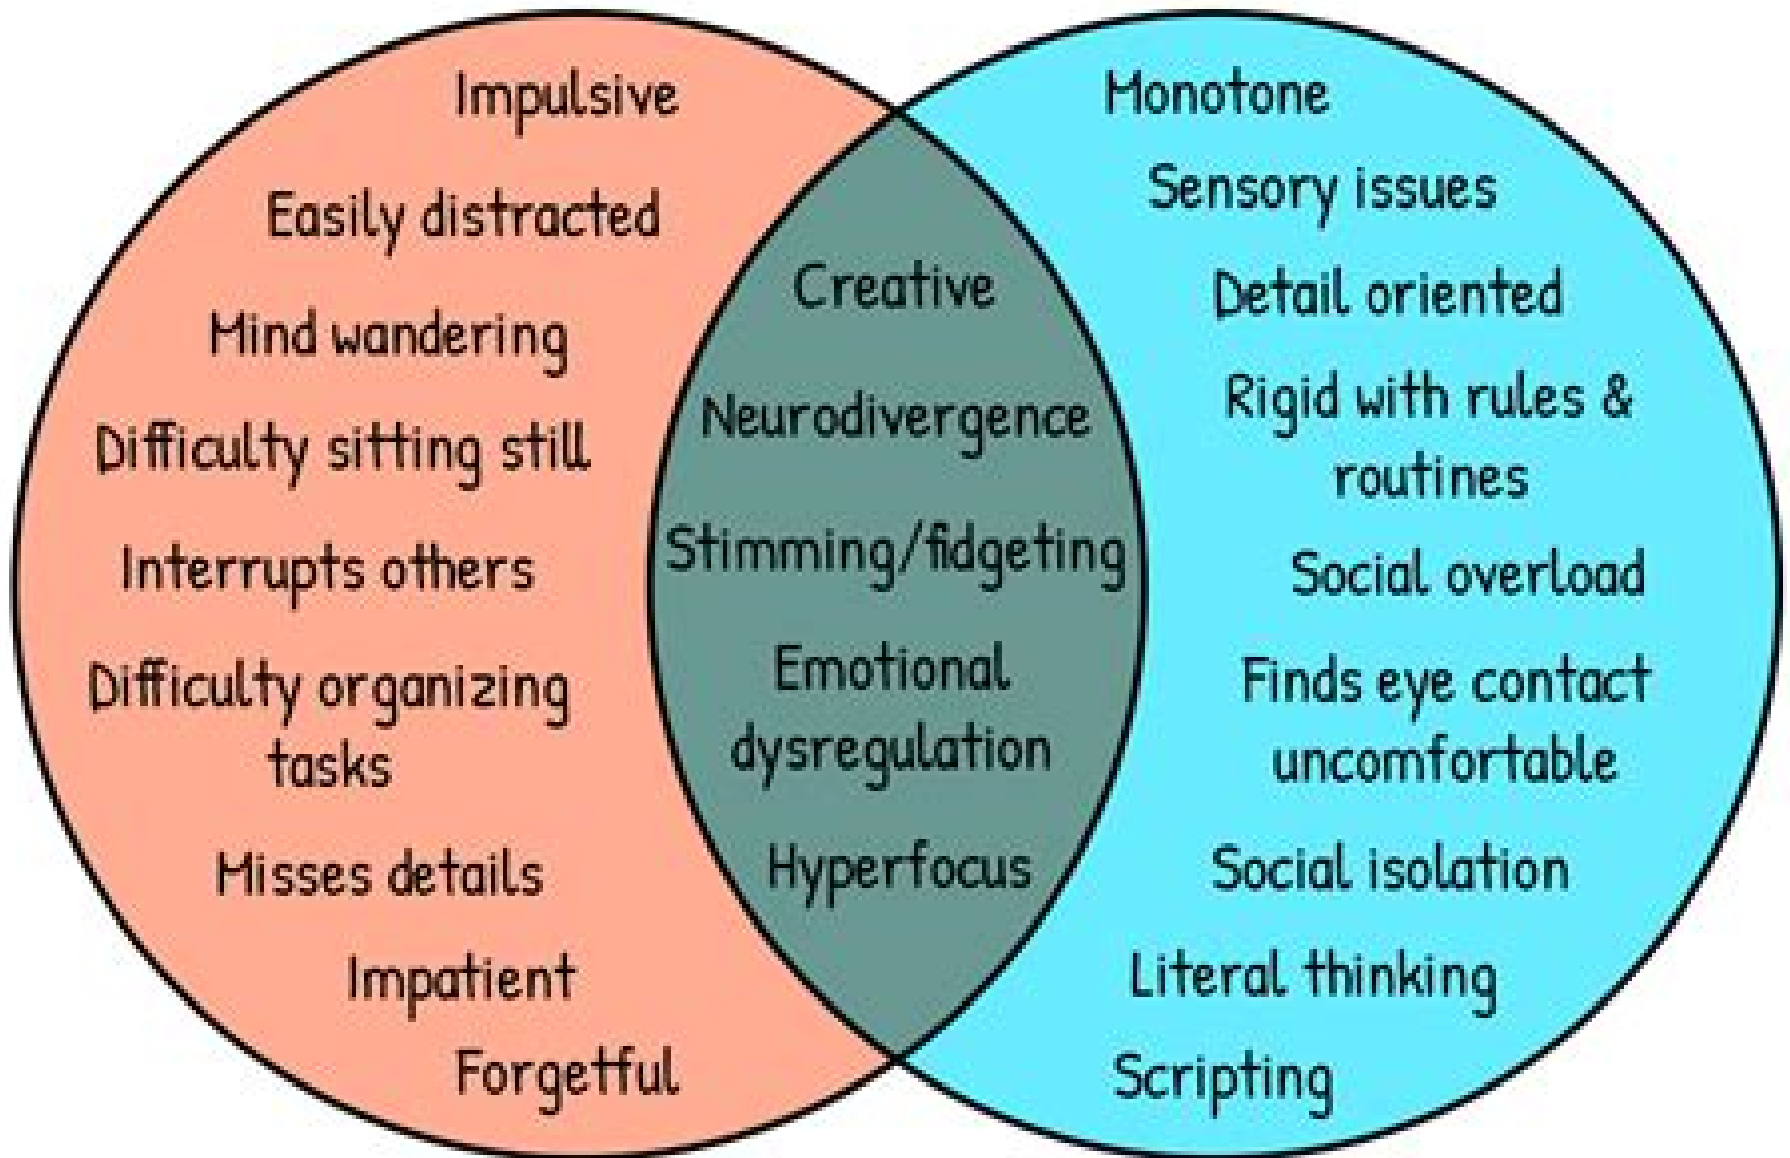 Impulsive
Easily distracted
Mind wandering
Difficulty sitting still
Interrupts others
Difficulty organizing
tasks
Misses details
Impatient
Forgetful
Creative
Neurodivergence
Stimming/fidgeting
Emotional
dysregulation
Hyperfocus
Monotone
Sensory issues
Detail oriented
Rigid with rules &
routines
Social overload
Finds eye contact
uncomfortable
Social isolation
Literal thinking
Scripting